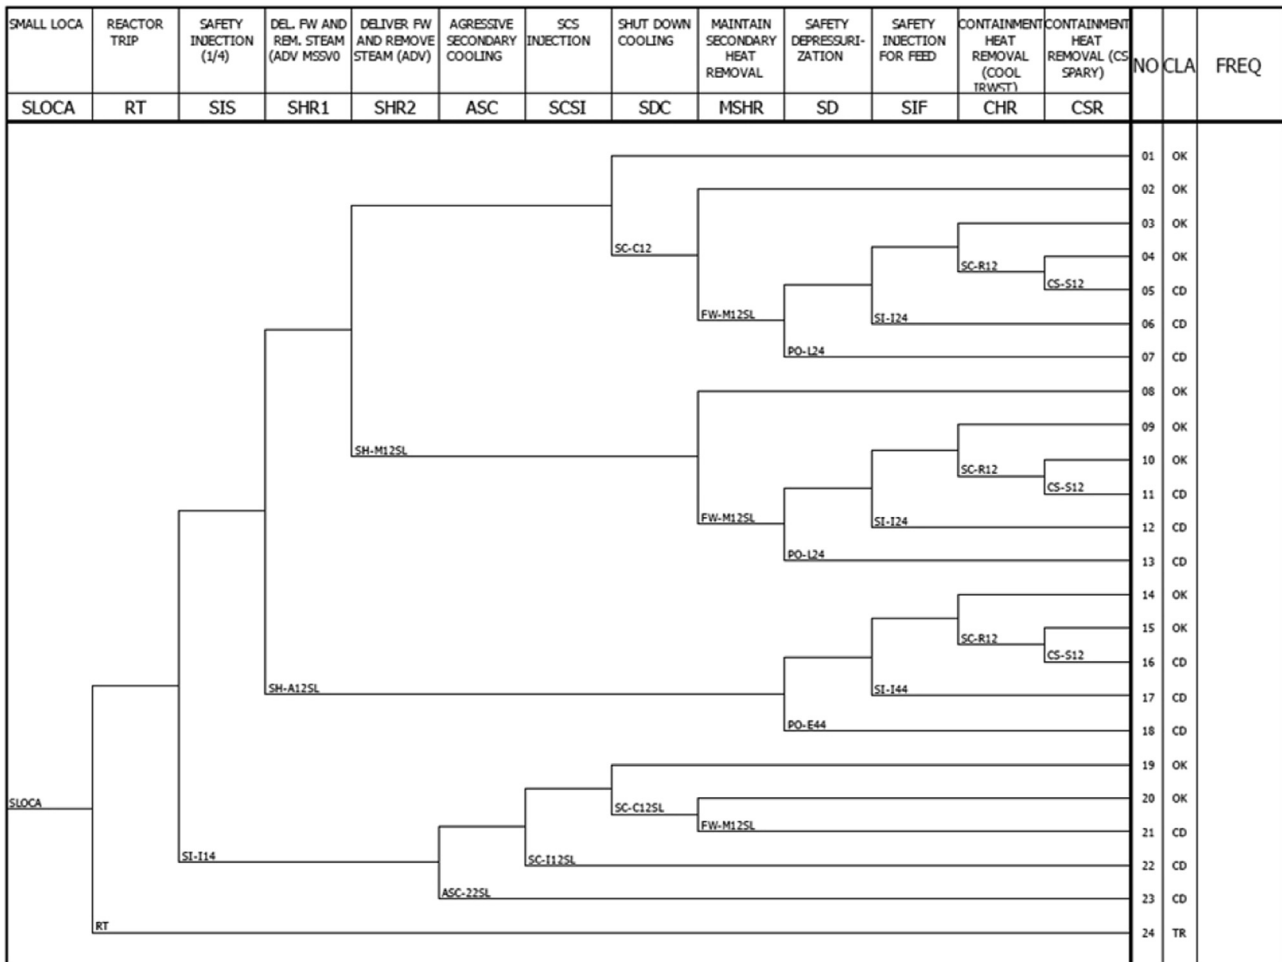 SMALL LOCA
REACTOR
TRIP
SAFETY
INJECTION
(1/4)
DEL. FW AND
REM. STEAM
(ADV MSSV0
DELIVER FW
AND REMOVE
STEAM (ADV)
AGRESSIVE
SECONDARY
COOLING
SCS
INJECTION
SHUT DOWN
COOLING
MAINTAIN
SECONDARY
HEAT
REMOVAL
SAFETY
DEPRESSURI-
ZATION
SAFETY
INJECTION
FOR FEED
CONTAINMENT
HEAT
REMOVAL
(COOL
IRWST)
CONTAINMENT
HEAT
REMOVAL (CS
SPARY)
NO CLA FREQ
SLOCA RT SIS SHR1 SHR2 ASC SCSI SDC MSHR SD SIF CHR CSR
01 OK
02 OK
03 OK
SC-C12
04 OK
SC-R12
CS-S12
05 CD
FW-M12SL
SI-I24
06 CD
PO-L24
07 CD
08 OK
09 OK
SH-M12SL
10 OK
SC-R12
CS-S12
11 CD
FW-M12SL
SI-I24
12 CD
PO-L24
13 CD
14 OK
15 OK
SC-R12
CS-S12
16 CD
SH-A12SL
SI-I44
17 CD
PO-E44
18 CD
19 OK
SLOCA
20 OK
SC-C12SL
FW-M12SL
21 CD
SI-I14
SC-I12SL
22 CD
ASC-22SL
23 CD
RT
24 TR